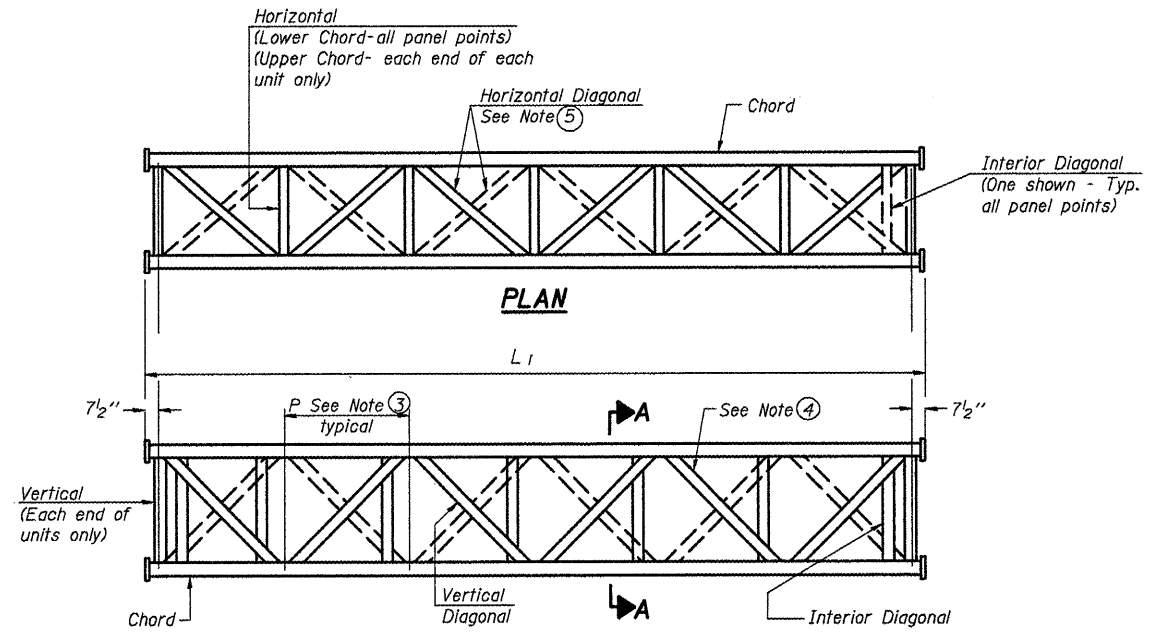 Horizontal
(Lower Chord-all panel points)
(Upper Chord- each end of each
unit only)
Horizontal Diagonal
See Note 5
Chord
Interior Diagonal
(One shown - Typ.
all panel points)
PLAN
L1
7½"
P See Note 3
typical
A
See Note 4
7½"
Vertical
(Each end of
units only)
Chord
Vertical
Diagonal
A
Interior Diagonal